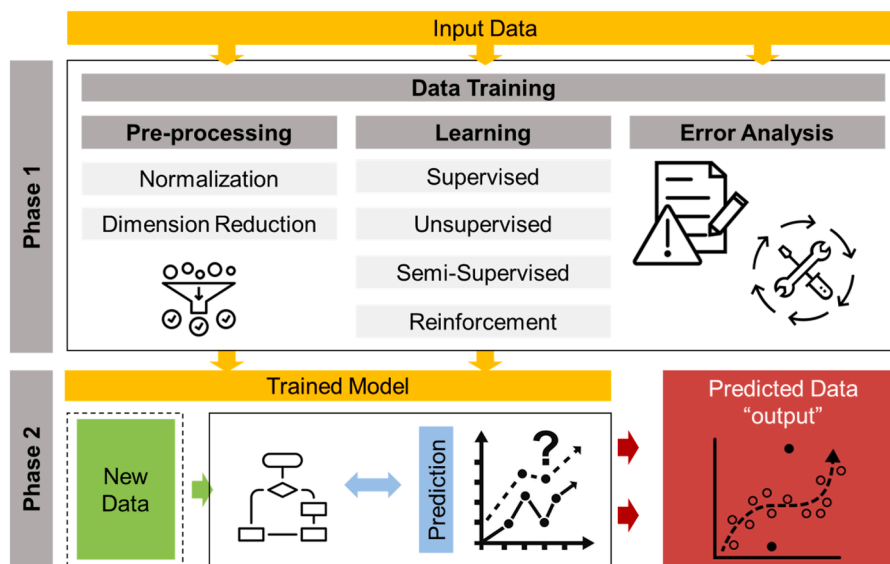 Input Data
Phase 1
Data Training
Pre-processing
Learning
Error Analysis
Normalization
Dimension Reduction
Supervised
Unsupervised
Semi-Supervised
Reinforcement
Phase 2
Trained Model
New
Data
Prediction
?
Predicted Data
“output”